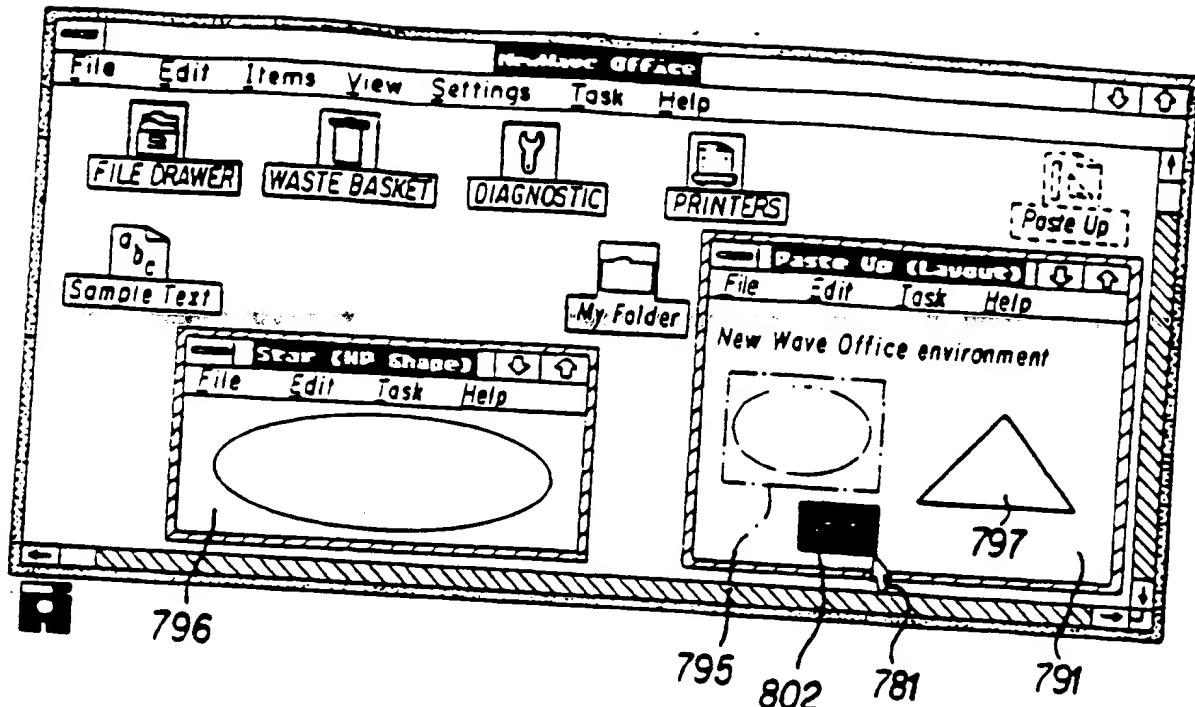 NewWave Office
File Edit Items View Settings Task Help
FILE DRAWER WASTE BASKET DIAGNOSTIC PRINTERS
Paste Up
abc
Sample Text
My Folder
Paste Up (Layout)
File Edit Task Help
New Wave Office environment
Star (HP Shape)
File Edit Task Help
797
796
795
802
781
791